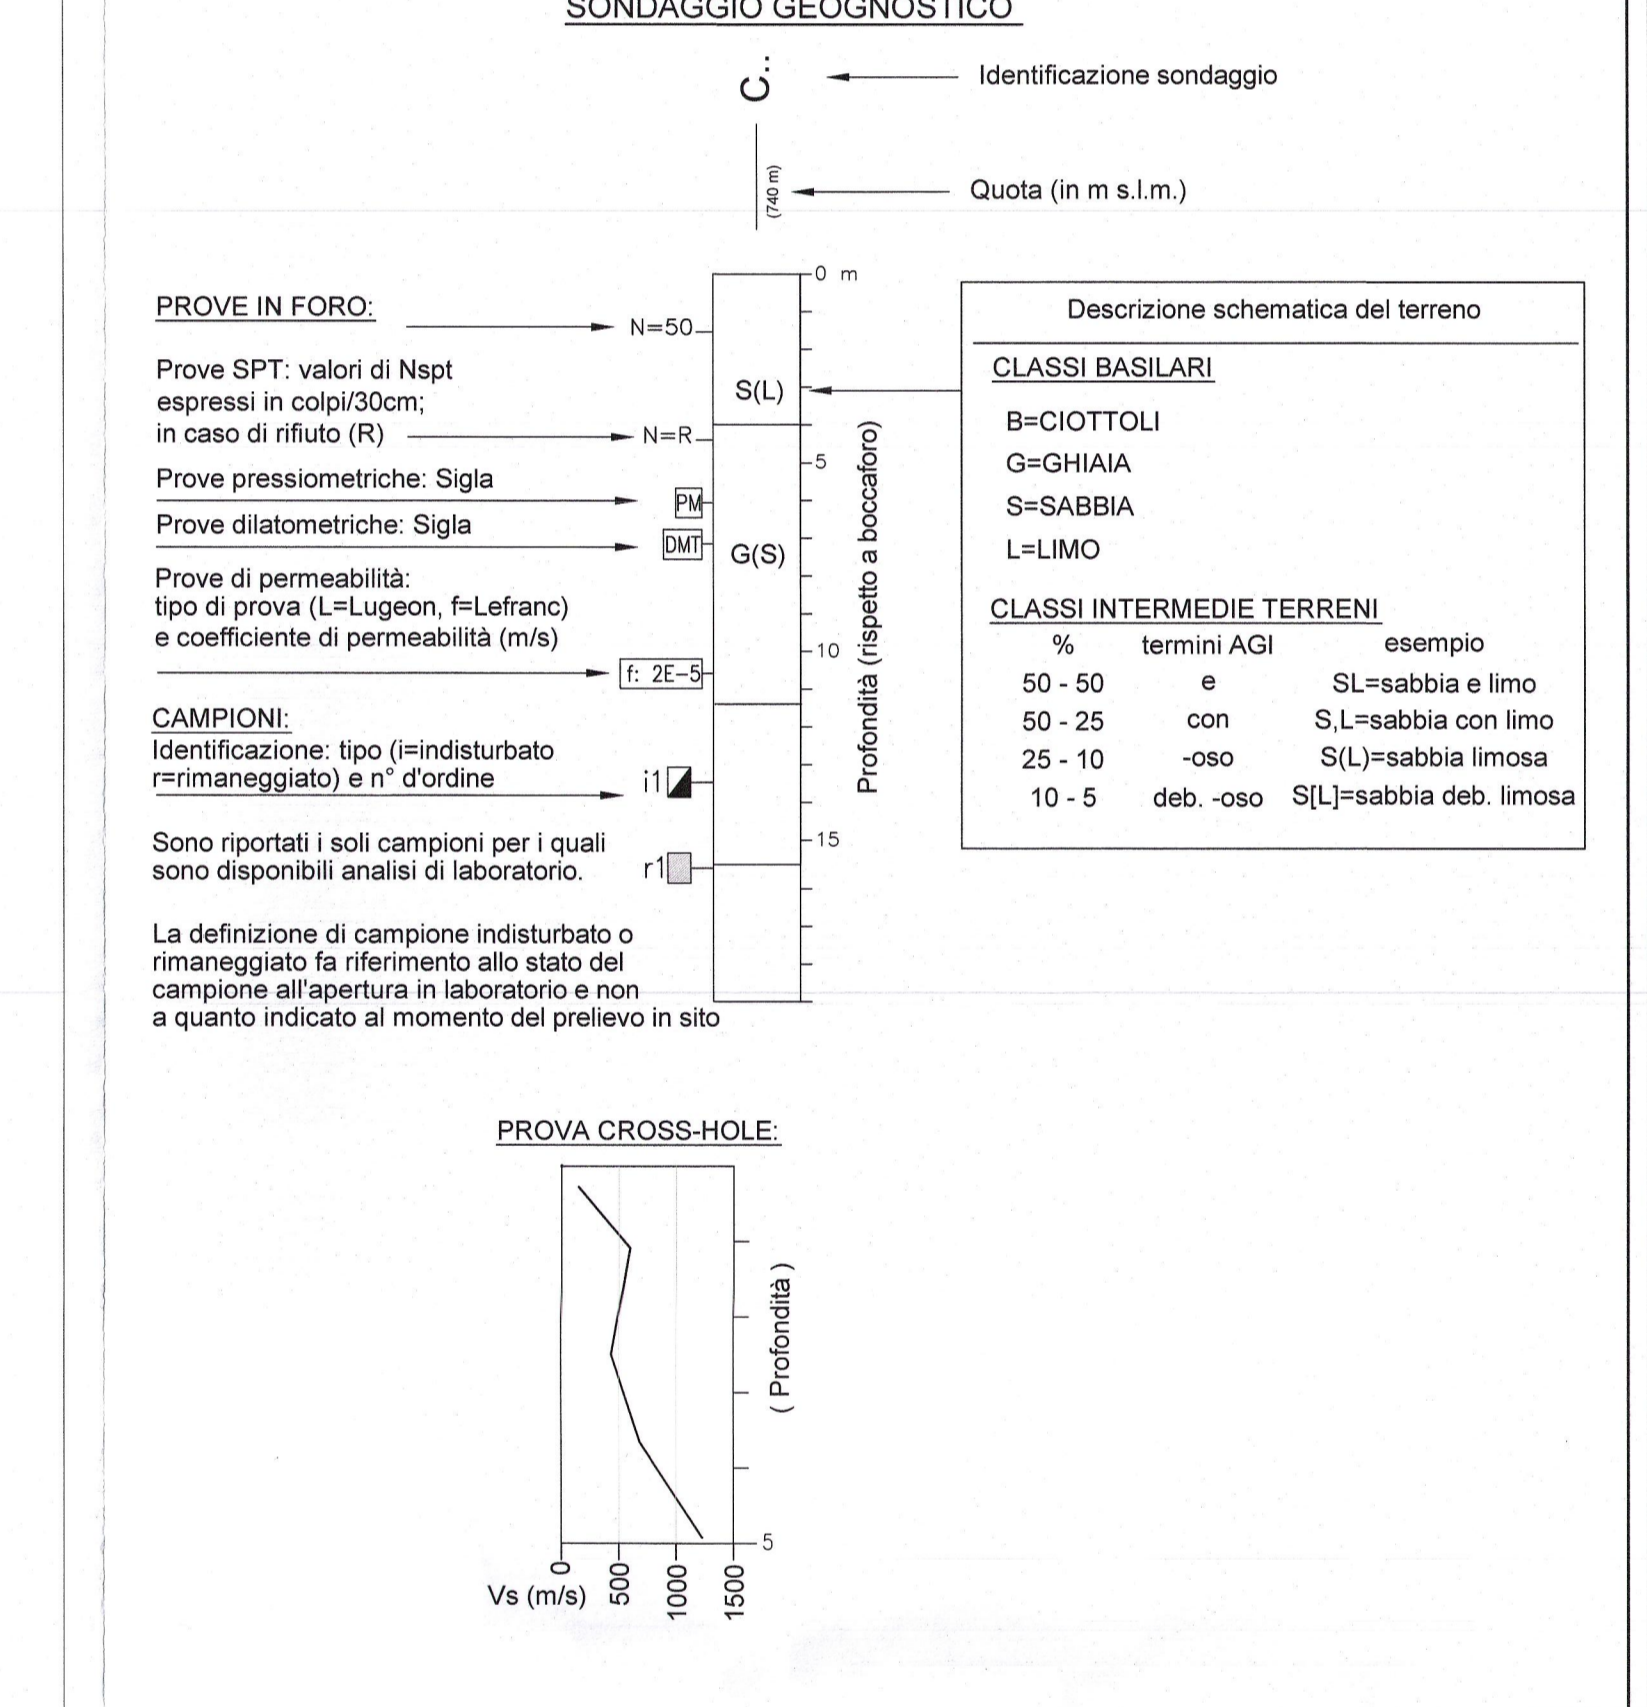 SONDAGGIO GEOGNOSTICO
C..
Identificazione sondaggio
(740 m)
Quota (in m s.l.m.)
0 m
PROVE IN FORO:
N=50
Prove SPT: valori di Nspt
espressi in colpi/30cm;
in caso di rifiuto (R)
N=R
Prove pressiometriche: Sigla
PM
Prove dilatometriche: Sigla
DMT
Prove di permeabilità:
tipo di prova (L=Lugeon, f=Lefranc)
e coefficiente di permeabilità (m/s)
f: 2E-5
CAMPIONI:
Identificazione: tipo (i=indisturbato
r=rimaneggiato) e n° d'ordine
i1
Sono riportati i soli campioni per i quali
sono disponibili analisi di laboratorio.
r1
La definizione di campione indisturbato o
rimaneggiato fa riferimento allo stato del
campione all'apertura in laboratorio e non
a quanto indicato al momento del prelievo in sito
S(L)
G(S)
5
10
15
Profondità (rispetto a boccaforo)
Descrizione schematica del terreno
CLASSI BASILARI
B=CIOTTOLI
G=GHIAIA
S=SABBIA
L=LIMO
CLASSI INTERMEDIE TERRENI
% termini AGI esempio
50 - 50 e SL=sabbia e limo
50 - 25 con S,L=sabbia con limo
25 - 10 -oso S(L)=sabbia limosa
10 - 5 deb. -oso S[L]=sabbia deb. limosa
PROVA CROSS-HOLE:
( Profondità )
5
0 500 1000 1500
Vs (m/s)